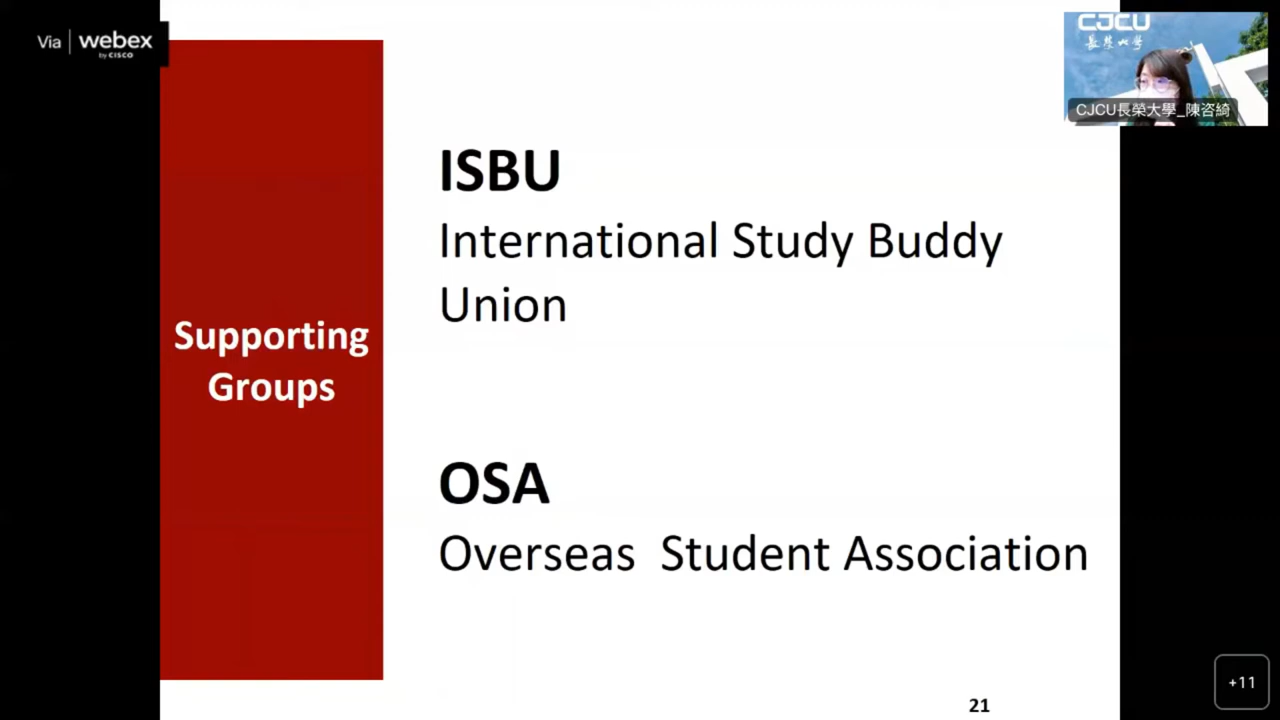 Via webex
by CISCO
CJCU
長榮大學
CJCU長榮大學_陳咨綺
ISBU
International Study Buddy
Union
Supporting
Groups
OSA
Overseas Student Association
+11
21